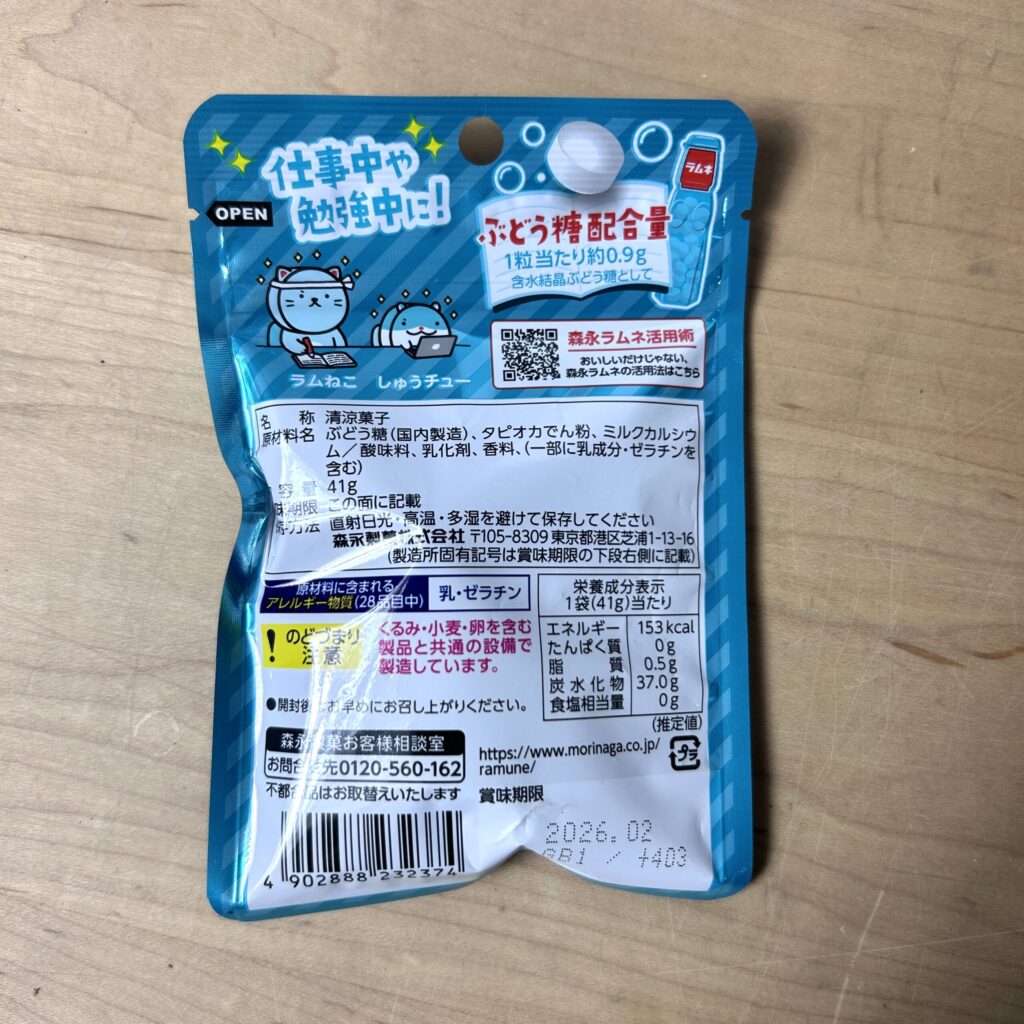 仕事中や
勉強中に!
OPEN
ラムネ
ぶどう糖配合量
1粒当たり約0.9g
含水結晶ぶどう糖として
ラムねこ しゅうチュー
森永ラムネ活用術
おいしいだけじゃない、
森永ラムネの活用法はこちら
名 称 清涼菓子
原材料名 ぶどう糖(国内製造)、タピオカでん粉、ミルクカルシウ
ム/酸味料、乳化剤、香料、(一部に乳成分・ゼラチンを
含む)
容量 41g
味期限 この面に記載
存方法 直射日光・高温・多湿を避けて保存してください
森永製菓株式会社 〒105-8309 東京都港区芝浦1-13-16
(製造所固有記号は賞味期限の下段右側に記載)
原材料に含まれる
アレルギー物質(28品目中)
乳・ゼラチン
! のどづまり
注意
くるみ・小麦・卵を含む
製品と共通の設備で
製造しています。
●開封後はお早めにお召し上がりください。
栄養成分表示
1袋(41g)当たり
エネルギー 153kcal
たんぱく質 0g
脂質 0.5g
炭水化物 37.0g
食塩相当量 0g
(推定値)
森永製菓お客様相談室
お問合せ先0120-560-162
不都合品はお取替えいたします
https://www.morinaga.co.jp/
ramune/
プラ
賞味期限
2026.02
GB1 / +403
4 902888 232374